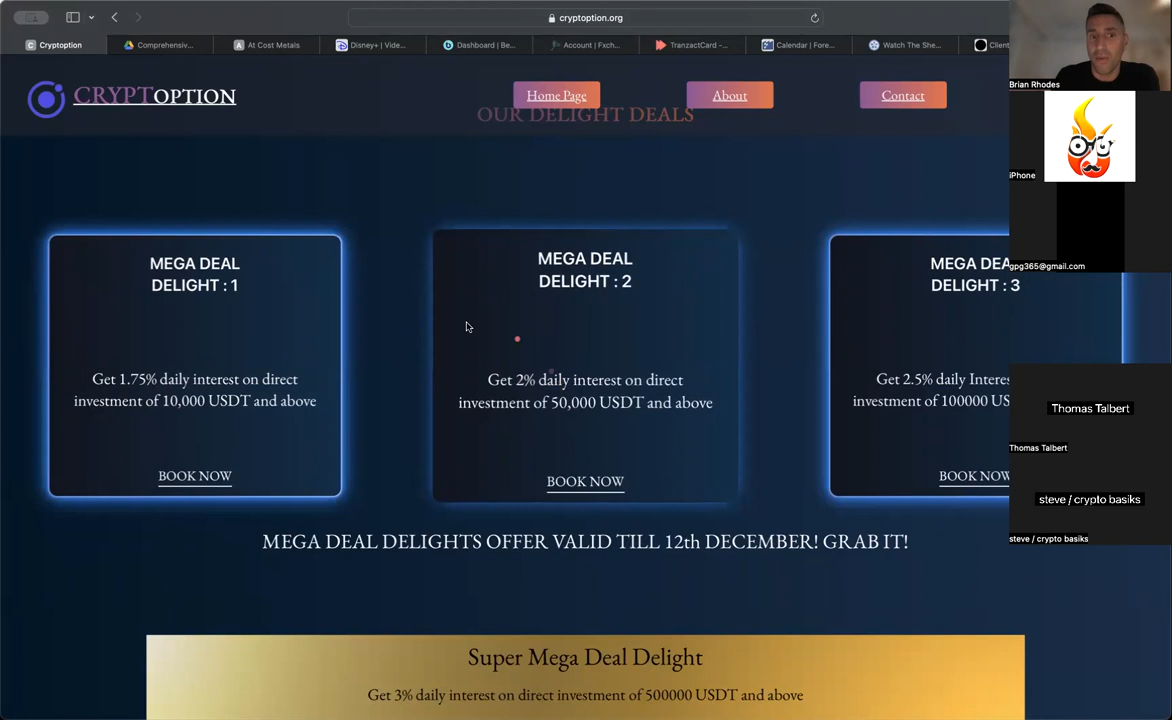 cryptoption.org
C Cryptoption
Comprehensiv...
A At Cost Metals
Disney+ | Vide...
Dashboard | Be...
Account | Fxch...
TranzactCard -...
Calendar | Fore...
Watch The She...
Client
CRYPTOPTION
Home Page
About
Contact
OUR DELIGHT DEALS
MEGA DEAL
DELIGHT : 1
Get 1.75% daily interest on direct
investment of 10,000 USDT and above
BOOK NOW
MEGA DEAL
DELIGHT : 2
Get 2% daily interest on direct
investment of 50,000 USDT and above
BOOK NOW
MEGA DEA
DELIGHT : 3
Get 2.5% daily Interes
investment of 100000 US
BOOK NOW
MEGA DEAL DELIGHTS OFFER VALID TILL 12th DECEMBER! GRAB IT!
Super Mega Deal Delight
Get 3% daily interest on direct investment of 500000 USDT and above
Brian Rhodes
iPhone
gpg365@gmail.com
Thomas Talbert
Thomas Talbert
steve / crypto basiks
steve / crypto basiks